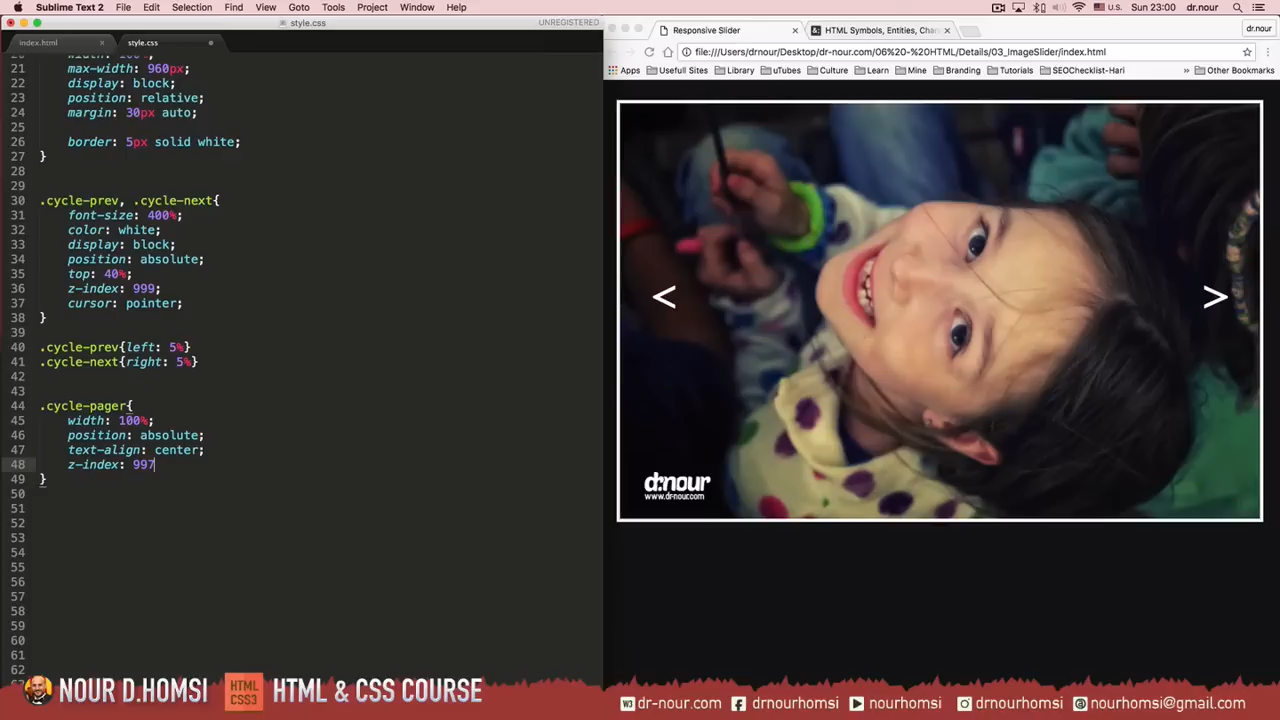 Sublime Text 2 File Edit Selection Find View Goto Tools Project Window Help U.S. Sun 23:00 dr.nour
style.css UNREGISTERED
index.html style.css
21 max-width: 960px;
22 display: block;
23 position: relative;
24 margin: 30px auto;
25
26 border: 5px solid white;
27 }
28
29
30 .cycle-prev, .cycle-next{
31 font-size: 400%;
32 color: white;
33 display: block;
34 position: absolute;
35 top: 40%;
36 z-index: 999;
37 cursor: pointer;
38 }
39
40 .cycle-prev{left: 5%}
41 .cycle-next{right: 5%}
42
43
44 .cycle-pager{
45 width: 100%;
46 position: absolute;
47 text-align: center;
48 z-index: 997
49 }
50
51
52
53
54
55
56
57
58
59
60
61
62
Responsive Slider HTML Symbols, Entities, Cha dr.nour
file:///Users/drnour/Desktop/dr-nour.com/06%20-%20HTML/Details/03_ImageSlider/index.html
Apps Usefull Sites Library uTubes Culture Learn Mine Branding Tutorials SEOChecklist-Hari » Other Bookmarks
< >
d:nour
www.dr-nour.com
NOUR D.HOMSI HTML CSS3 HTML & CSS COURSE
W3 dr-nour.com drnourhomsi nourhomsi nourhomsi nourhomsi@gmail.com